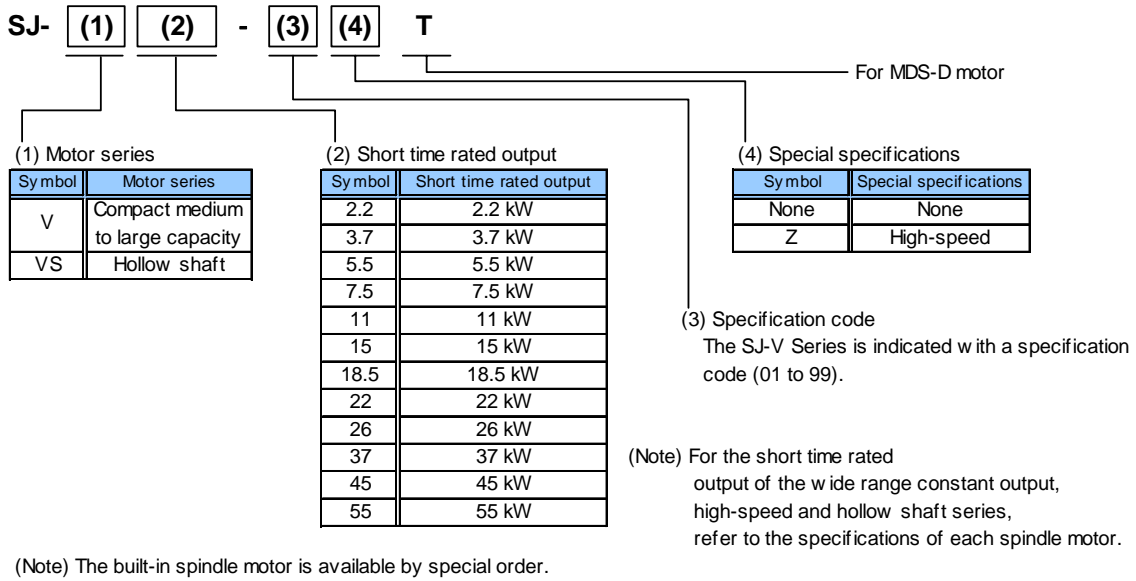 SJ- (1) (2) - (3) (4) T
For MDS-D motor
(1) Motor series
Symbol Motor series
V Compact medium
to large capacity
VS Hollow shaft
(2) Short time rated output
Symbol Short time rated output
2.2 2.2 kW
3.7 3.7 kW
5.5 5.5 kW
7.5 7.5 kW
11 11 kW
15 15 kW
18.5 18.5 kW
22 22 kW
26 26 kW
37 37 kW
45 45 kW
55 55 kW
(4) Special specifications
Symbol Special specifications
None None
Z High-speed
(3) Specification code
The SJ-V Series is indicated with a specification
code (01 to 99).
(Note) For the short time rated
output of the wide range constant output,
high-speed and hollow shaft series,
refer to the specifications of each spindle motor.
(Note) The built-in spindle motor is available by special order.